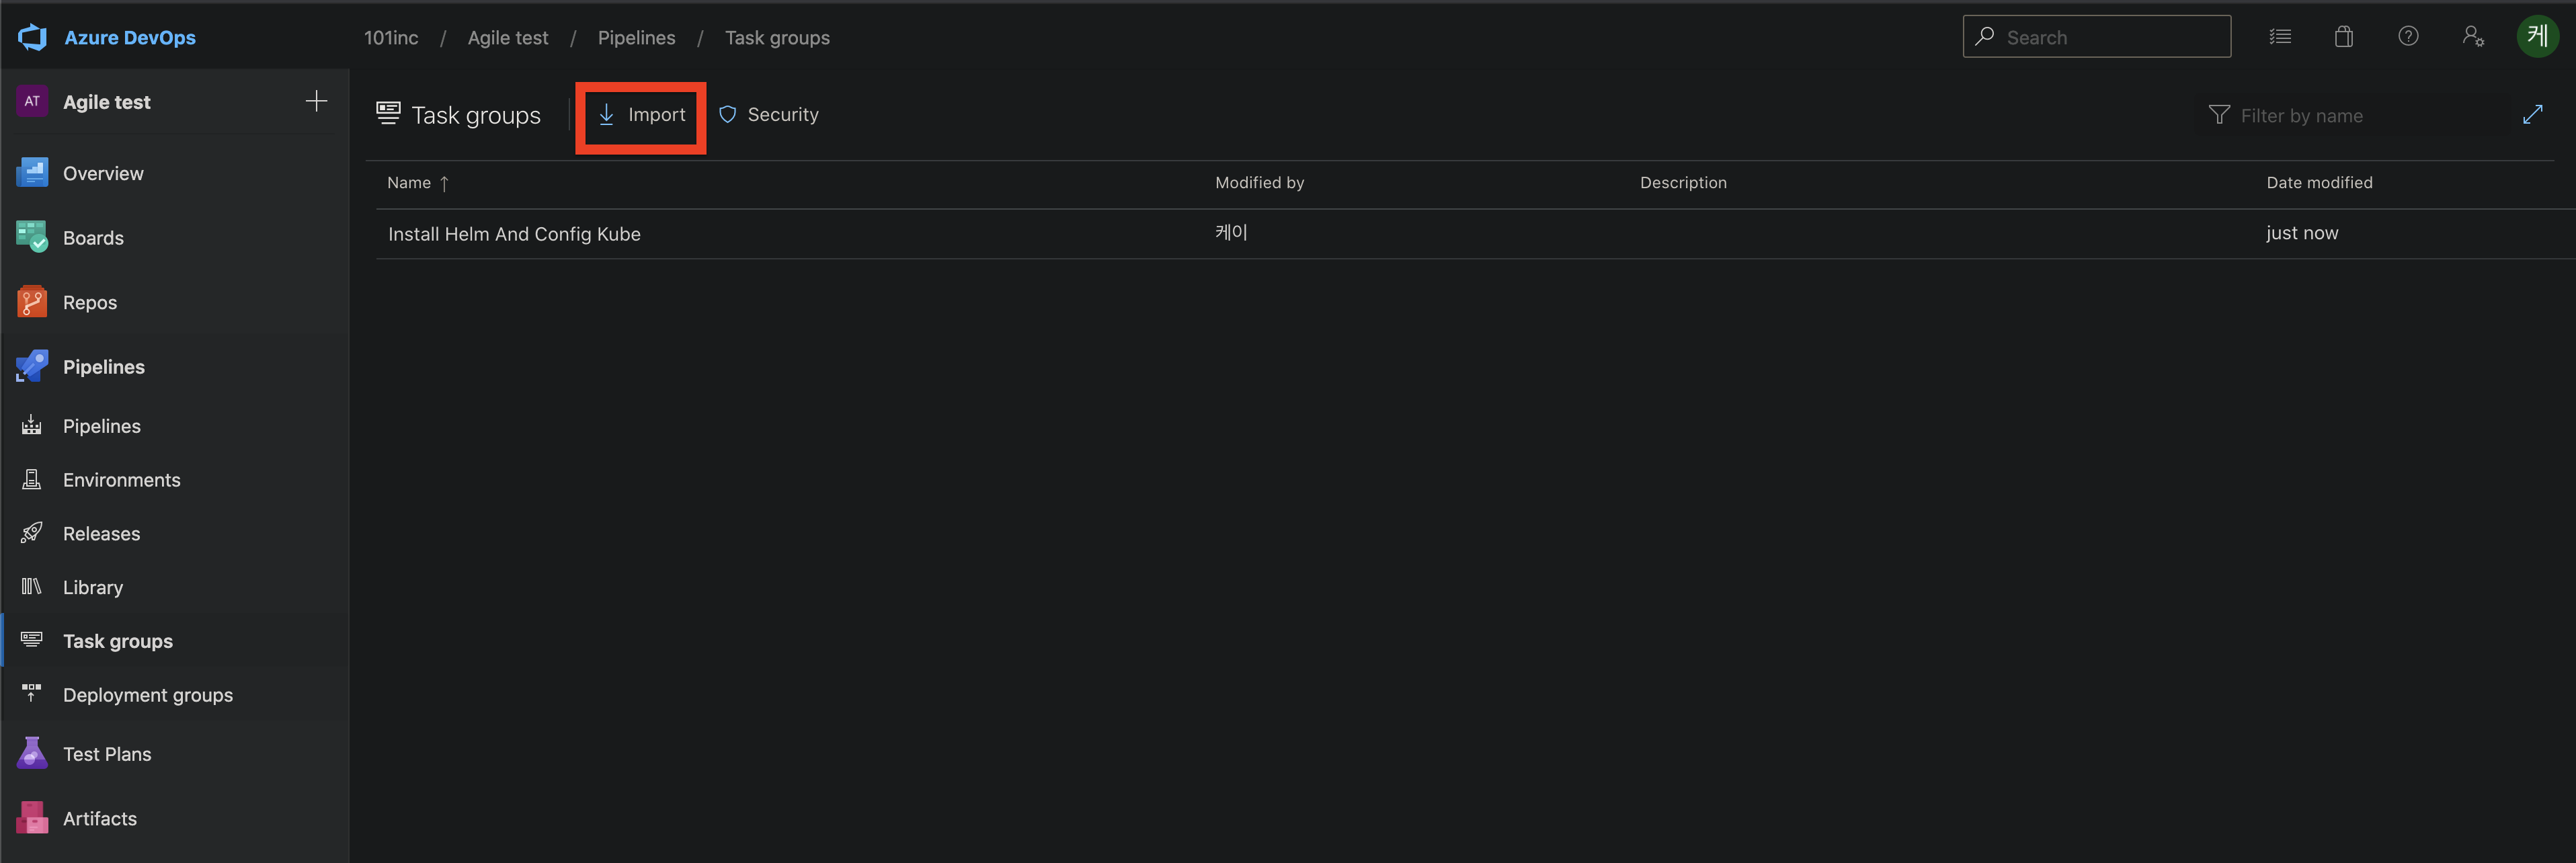 Azure DevOps
101inc / Agile test / Pipelines / Task groups
Search
케
AT Agile test
Task groups
Import
Security
Filter by name
Name ↑ Modified by Description Date modified
Install Helm And Config Kube 케이 just now
Overview
Boards
Repos
Pipelines
Pipelines
Environments
Releases
Library
Task groups
Deployment groups
Test Plans
Artifacts